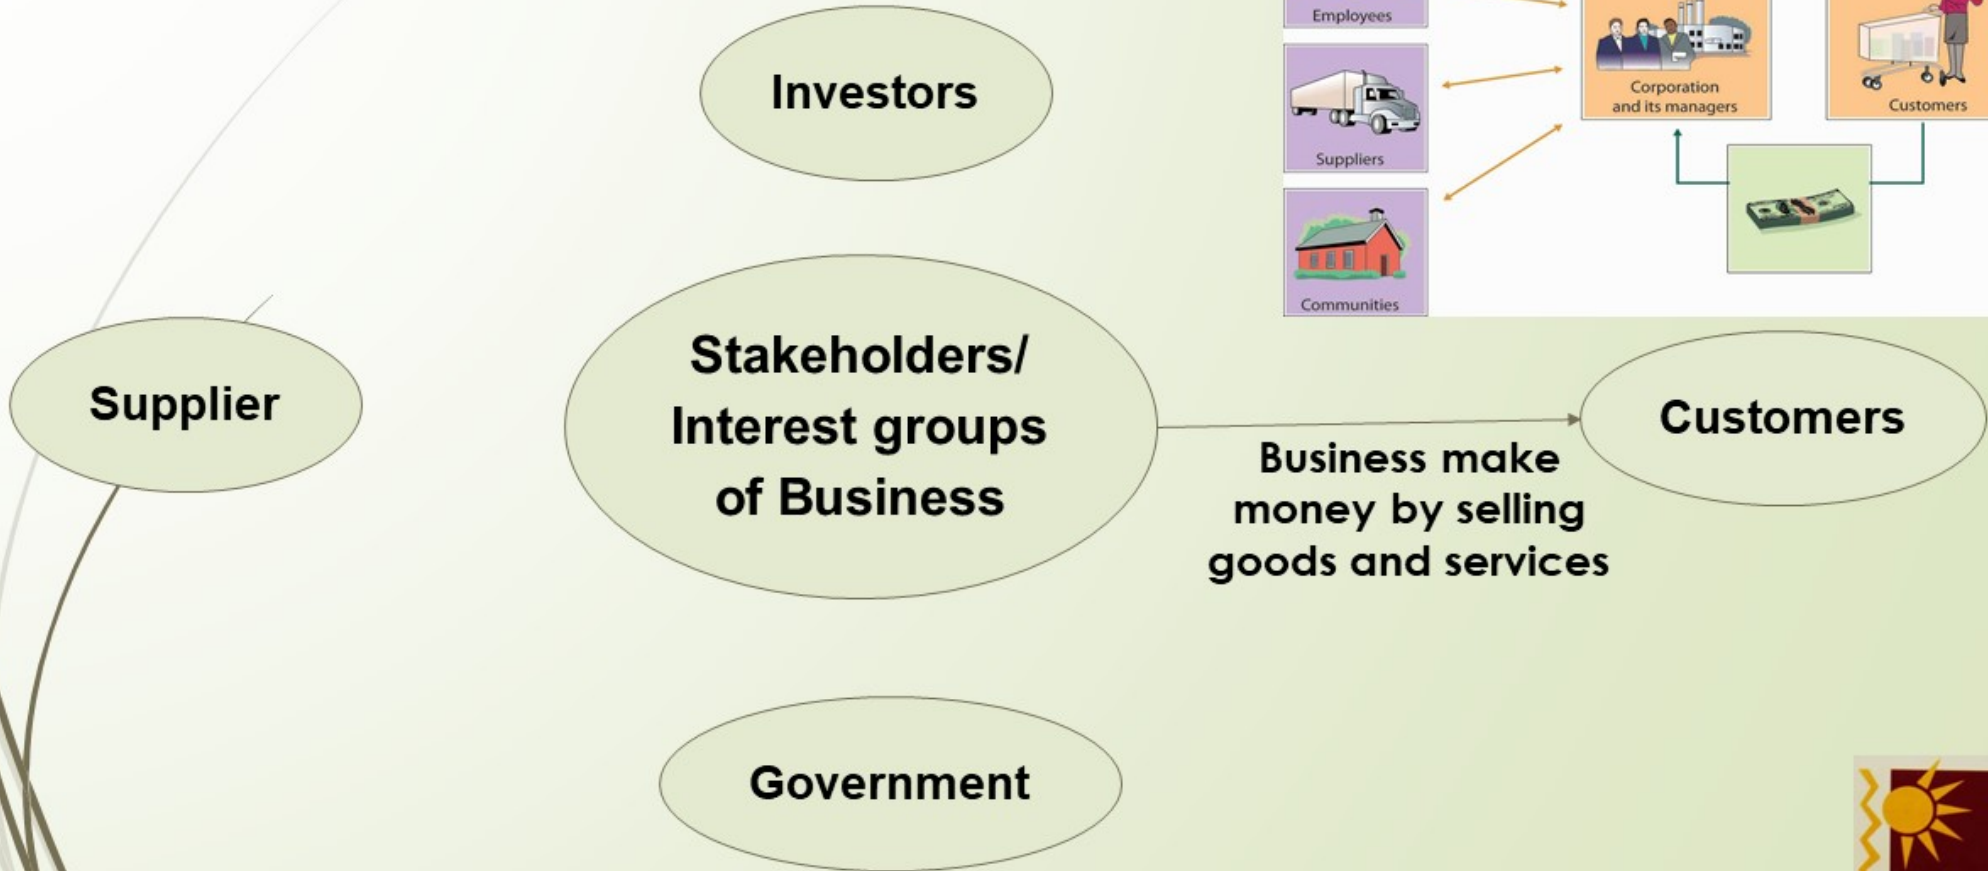 Investors
Employees
Suppliers
Communities
Corporation
and its managers
Customers
Supplier
Stakeholders/
Interest groups
of Business
Business make
money by selling
goods and services
Customers
Government